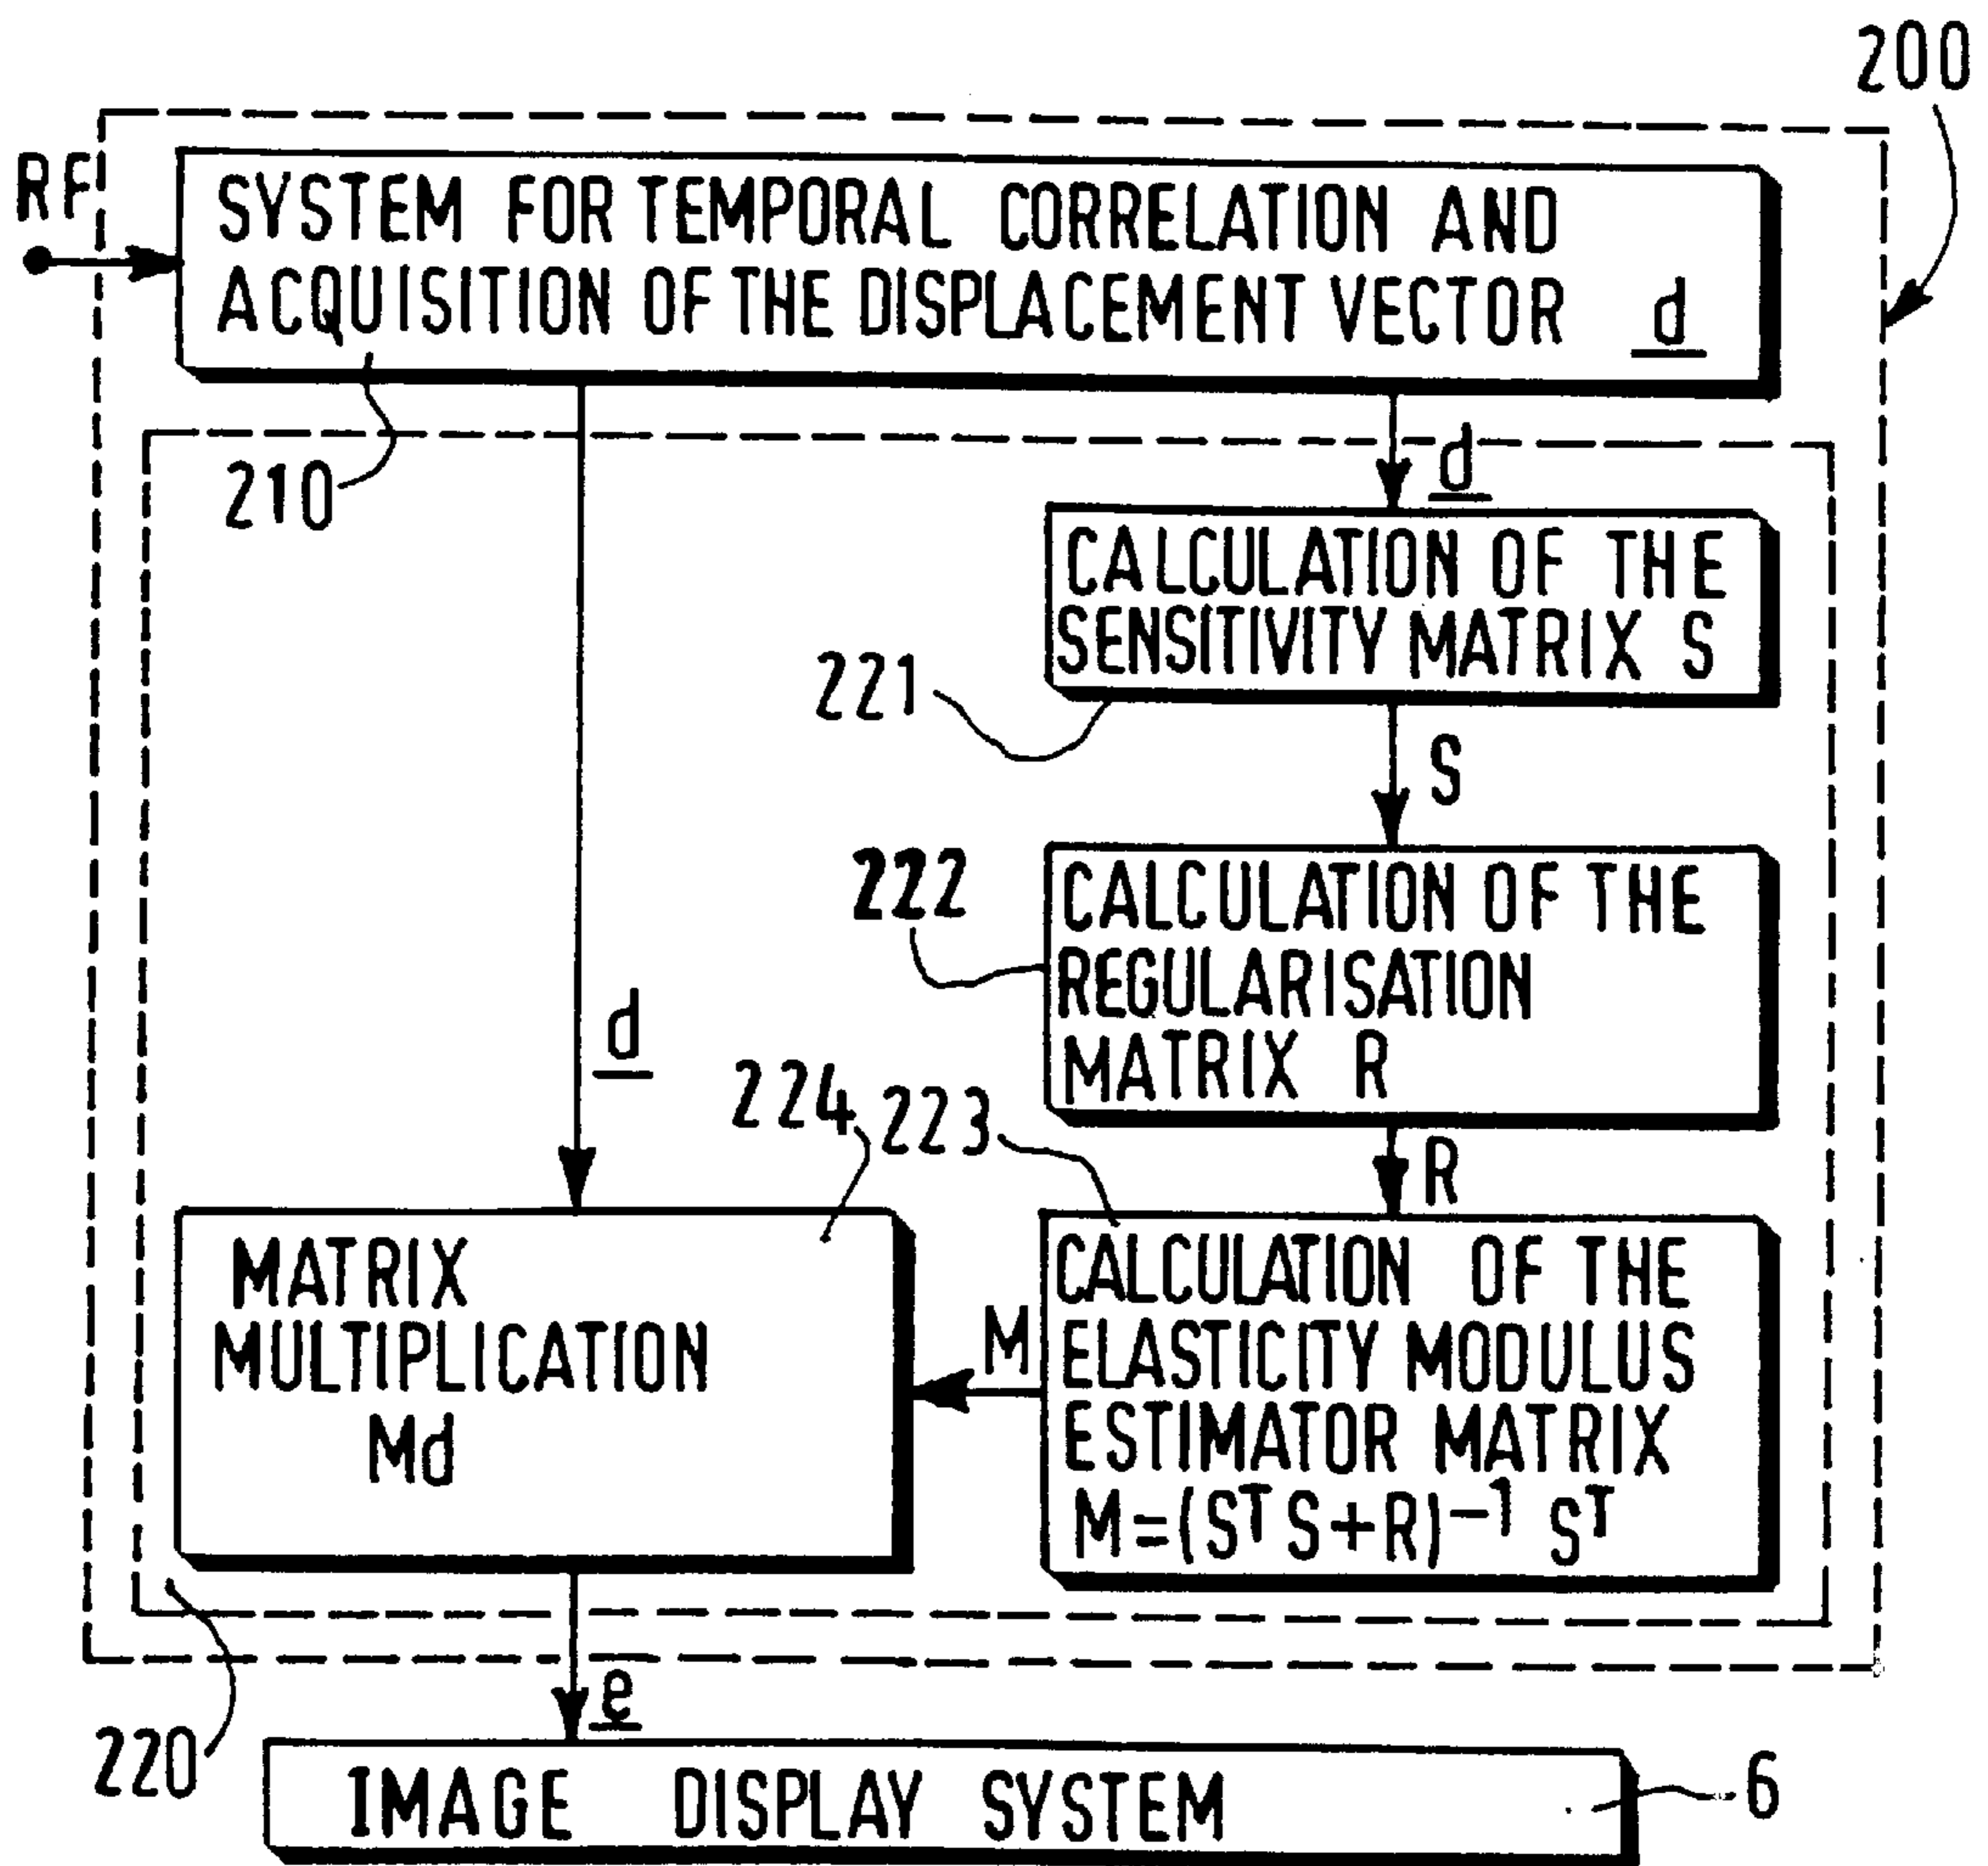 200
RF
SYSTEM FOR TEMPORAL CORRELATION AND
ACQUISITION OF THE DISPLACEMENT VECTOR d
210
d
CALCULATION OF THE
SENSITIVITY MATRIX S
221
S
222
CALCULATION OF THE
REGULARISATION
MATRIX R
d
224
223
R
MATRIX
MULTIPLICATION
Md
M
CALCULATION OF THE
ELASTICITY MODULUS
ESTIMATOR MATRIX
M=(Sᵀ S+R)⁻¹ Sᵀ
e
220
IMAGE DISPLAY SYSTEM
6